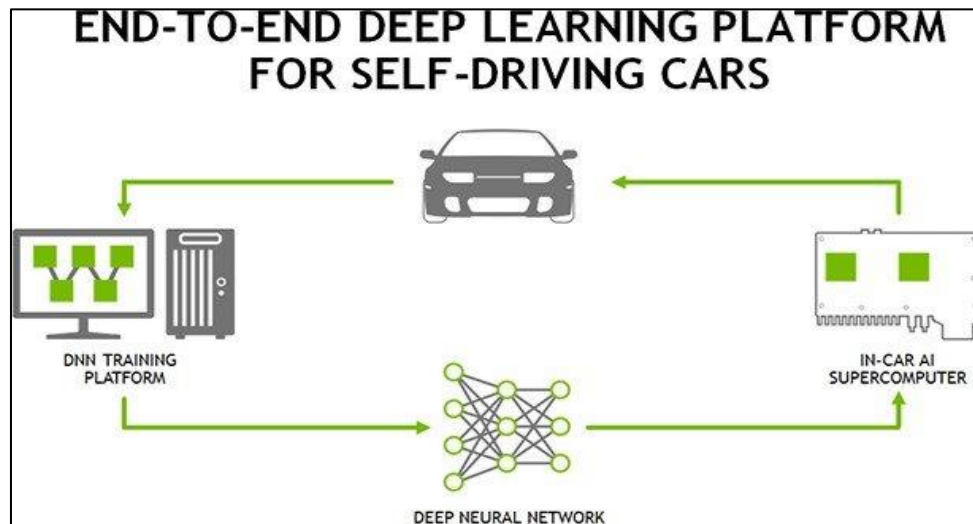 END-TO-END DEEP LEARNING PLATFORM
FOR SELF-DRIVING CARS
DNN TRAINING
PLATFORM
IN-CAR AI
SUPERCOMPUTER
DEEP NEURAL NETWORK